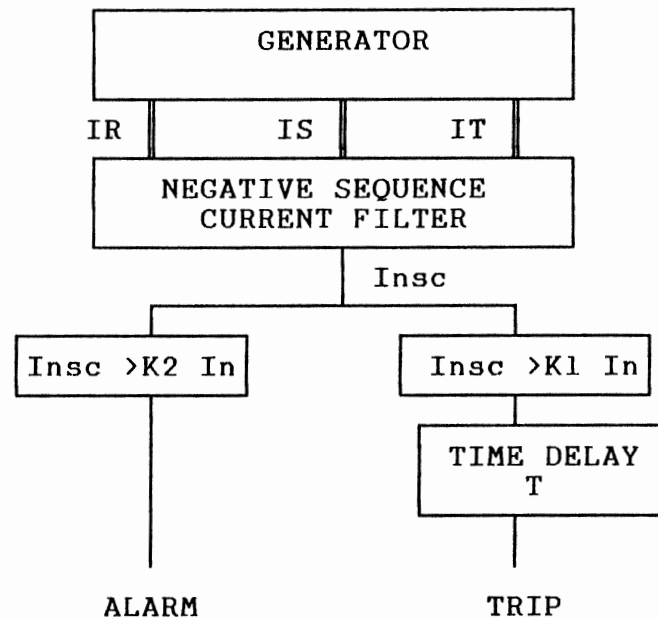 GENERATOR
IR IS IT
NEGATIVE SEQUENCE
CURRENT FILTER
Insc
Insc >K2 In
Insc >K1 In
TIME DELAY
T
ALARM TRIP